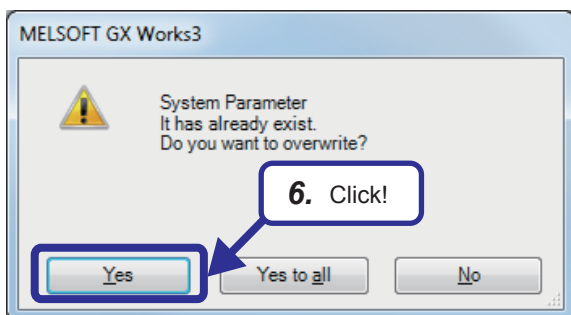 MELSOFT GX Works3
System Parameter
It has already exist.
Do you want to overwrite?
6. Click!
Yes
Yes to all
No